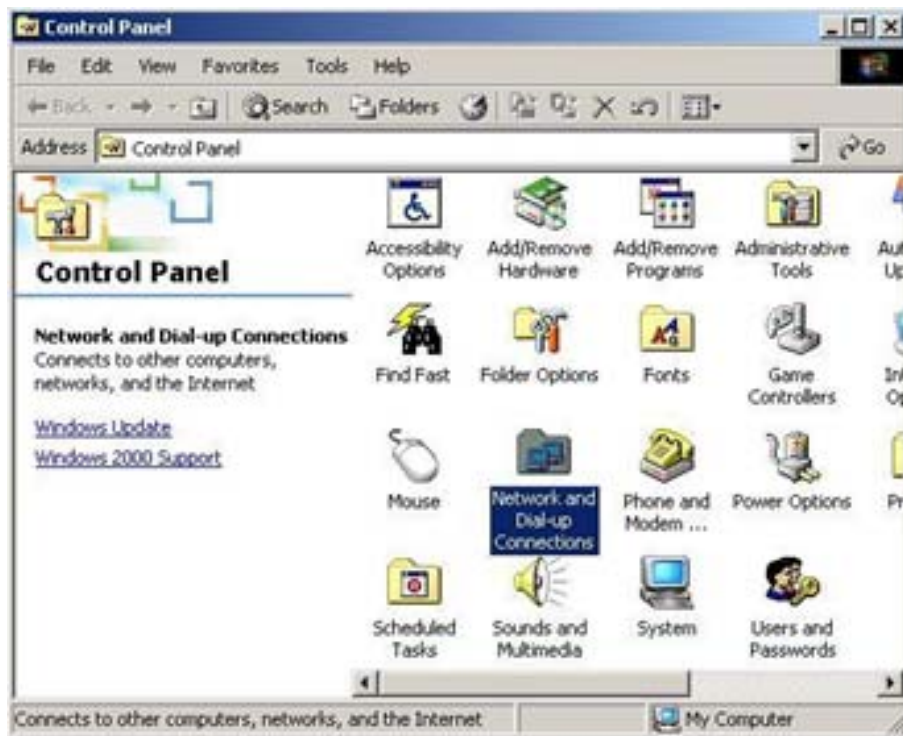 Control Panel
File Edit View Favorites Tools Help
Back Search Folders
Address Control Panel Go
Control Panel
Network and Dial-up Connections
Connects to other computers,
networks, and the Internet
Windows Update
Windows 2000 Support
Accessibility
Options
Add/Remove
Hardware
Add/Remove
Programs
Administrative
Tools
Find Fast
Folder Options
Fonts
Game
Controllers
Mouse
Network and
Dial-up
Connections
Phone and
Modem ...
Power Options
Scheduled
Tasks
Sounds and
Multimedia
System
Users and
Passwords
Connects to other computers, networks, and the Internet
My Computer